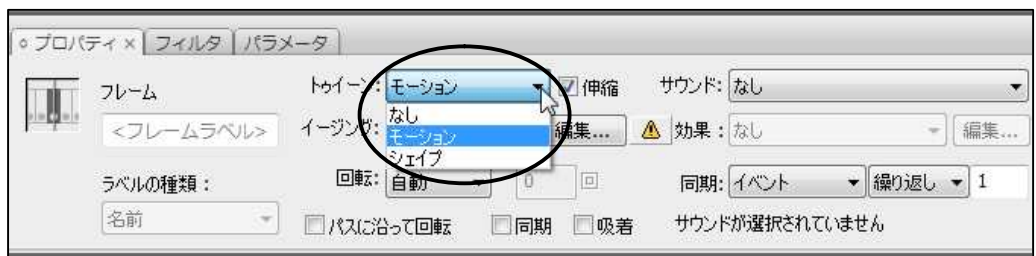 プロパティ × フィルタ パラメータ
フレーム
<フレームラベル>
ラベルの種類：
名前
トゥイーン: モーション 伸縮
なし
モーション
シェイプ
イージング: 編集...
回転: 自動 0
パスに沿って回転 同期 吸着
サウンド: なし
効果: なし 編集...
同期: イベント 繰り返し 1
サウンドが選択されていません